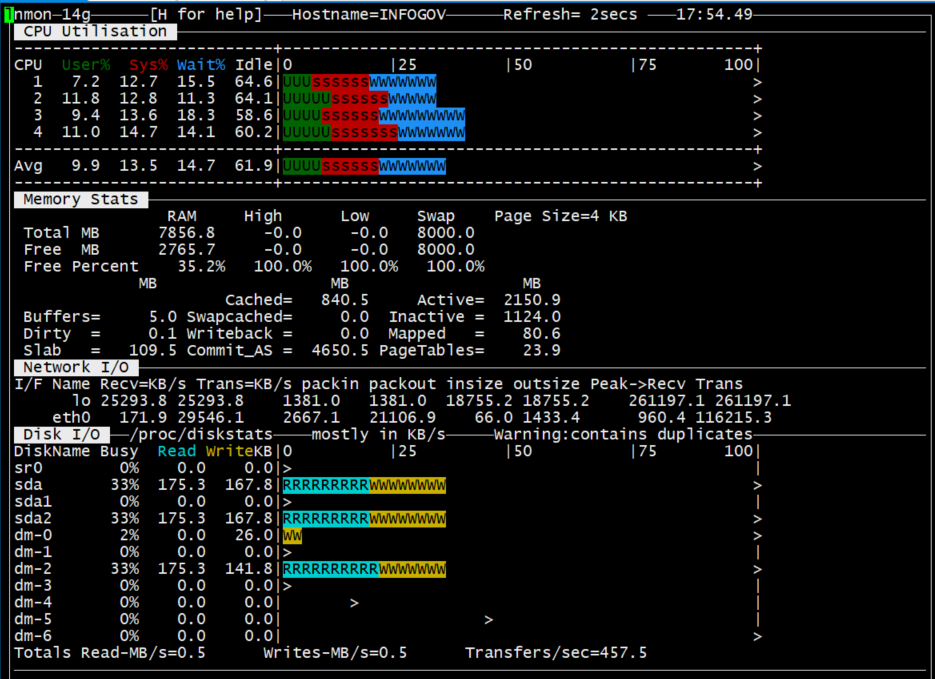 nmon—14g———[H for help]———Hostname=INFOGOV———Refresh= 2secs ———17:54.49
CPU Utilisation
---------------------------+-------------------------------------------------+
CPU  User%  Sys% Wait% Idle|0          |25         |50          |75       100|
1   7.2  12.7  15.5  64.6|UUUssssssWWWWWWW                                 >
2  11.8  12.8  11.3  64.1|UUUUUssssssWWWWW                                 >
3   9.4  13.6  18.3  58.6|UUUUssssssWWWWWWWWW                              >
4  11.0  14.7  14.1  60.2|UUUUUsssssssWWWWWWW                              >
---------------------------+-------------------------------------------------+
Avg   9.9  13.5  14.7  61.9|UUUUssssssWWWWWWW                                >
---------------------------+-------------------------------------------------+
Memory Stats
RAM     High      Low     Swap    Page Size=4 KB
Total MB      7856.8     -0.0     -0.0   8000.0
Free  MB      2765.7     -0.0     -0.0   8000.0
Free Percent    35.2%   100.0%   100.0%   100.0%
MB                  MB                  MB
Cached=   840.5     Active=  2150.9
Buffers=     5.0 Swapcached=     0.0  Inactive =  1124.0
Dirty  =     0.1 Writeback =     0.0  Mapped   =    80.6
Slab   =   109.5 Commit_AS =  4650.5 PageTables=    23.9
Network I/O
I/F Name Recv=KB/s Trans=KB/s packin packout insize outsize Peak->Recv Trans
lo 25293.8 25293.8    1381.0   1381.0  18755.2 18755.2    261197.1 261197.1
eth0   171.9 29546.1    2667.1  21106.9    66.0 1433.4      960.4 116215.3
Disk I/O —/proc/diskstats————mostly in KB/s———Warning:contains duplicates
DiskName Busy  Read WriteKB|0          |25         |50          |75       100|
sr0        0%    0.0    0.0|>                                                |
sda       33%  175.3  167.8|RRRRRRRRRWWWWWWWW                                >
sda1       0%    0.0    0.0|>                                                |
sda2      33%  175.3  167.8|RRRRRRRRRWWWWWWWW                                >
dm-0       2%    0.0   26.0|WW                                               >
dm-1       0%    0.0    0.0|>                                                |
dm-2      33%  175.3  141.8|RRRRRRRRRRWWWWWWW                                >
dm-3       0%    0.0    0.0|>                                                |
dm-4       0%    0.0    0.0|       >                                         |
dm-5       0%    0.0    0.0|                     >                           |
dm-6       0%    0.0    0.0|                                                 >
Totals Read-MB/s=0.5      Writes-MB/s=0.5      Transfers/sec=457.5